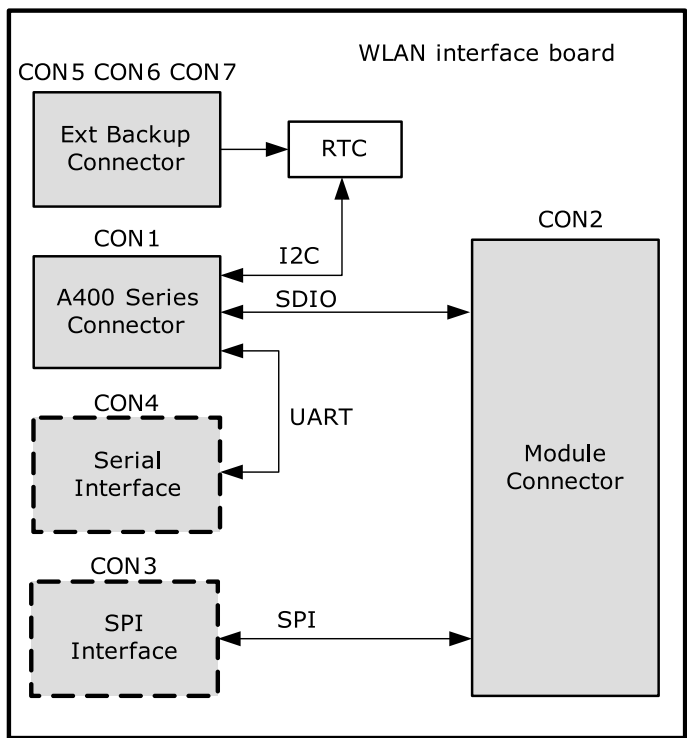 WLAN interface board
CON5 CON6 CON7
Ext Backup
Connector
RTC
CON1
CON2
I2C
A400 Series
Connector
SDIO
CON4
UART
Serial
Interface
Module
Connector
CON3
SPI
Interface
SPI